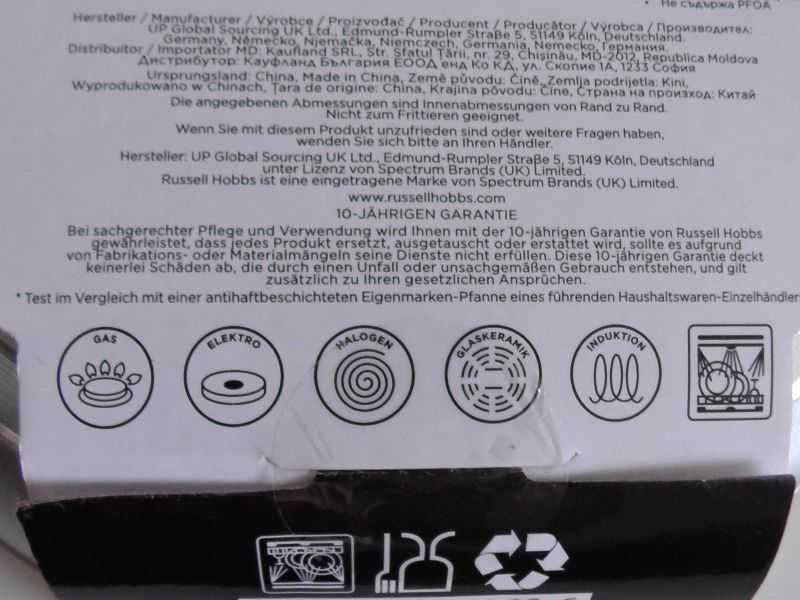 * Не съдържа PFOA
Hersteller / Manufacturer / Výrobce / Proizvođač / Producent / Producător / Výrobca / Производител:
UP Global Sourcing UK Ltd., Edmund-Rumpler Straße 5, 51149 Köln, Deutschland.
Germany, Německo, Njemačka, Niemczech, Germania, Nemecko, Германия.
Distribuitor / Importator MD: Kaufland SRL, Str. Sfatul Tării, nr. 29, Chișinău, MD-2012, Republica Moldova
Дистрибутор: Кауфланд България ЕООД енд Ко КД, ул. Скопие 1А, 1233 София
Ursprungsland: China, Made in China, Země původu: Čině, Zemlja podrijetla: Kini,
Wyprodukowano w Chinach, Țara de origine: China, Krajina pôvodu: Číne, Страна на произход: Китай
Die angegebenen Abmessungen sind Innenabmessungen von Rand zu Rand.
Nicht zum Frittieren geeignet.
Wenn Sie mit diesem Produkt unzufrieden sind oder weitere Fragen haben,
wenden Sie sich bitte an Ihren Händler.
Hersteller: UP Global Sourcing UK Ltd., Edmund-Rumpler Straße 5, 51149 Köln, Deutschland
unter Lizenz von Spectrum Brands (UK) Limited.
Russell Hobbs ist eine eingetragene Marke von Spectrum Brands (UK) Limited.
www.russellhobbs.com
10-JÄHRIGEN GARANTIE
Bei sachgerechter Pflege und Verwendung wird Ihnen mit der 10-jährigen Garantie von Russell Hobbs
gewährleistet, dass jedes Produkt ersetzt, ausgetauscht oder erstattet wird, sollte es aufgrund
von Fabrikations- oder Materialmängeln seine Dienste nicht erfüllen. Diese 10-jährigen Garantie deckt
keinerlei Schäden ab, die durch einen Unfall oder unsachgemäßen Gebrauch entstehen, und gilt
zusätzlich zu Ihren gesetzlichen Ansprüchen.
* Test im Vergleich mit einer antihaftbeschichteten Eigenmarken-Pfanne eines führenden Haushaltswaren-Einzelhändler
GAS
ELEKTRO
HALOGEN
GLASKERAMIK
INDUKTION